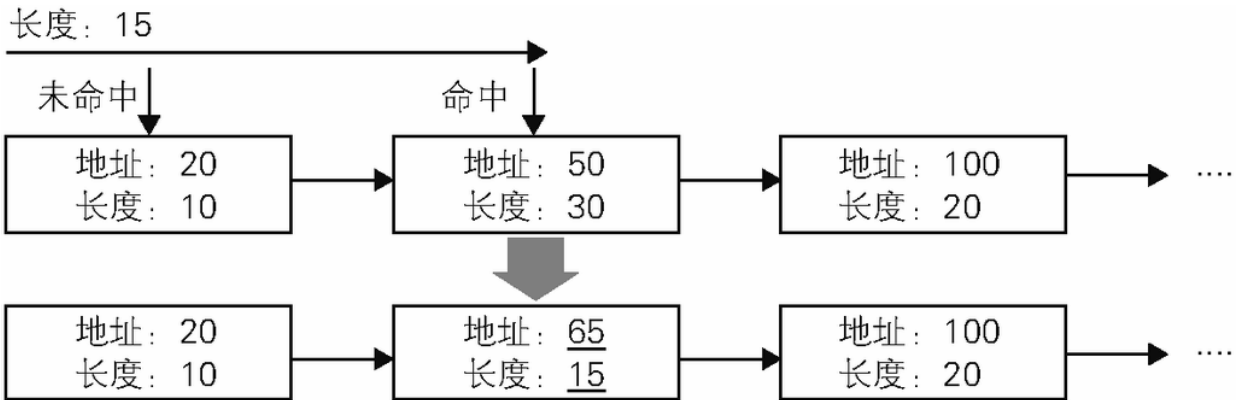 长度：15
未命中
命中
地址：20
长度：10
地址：50
长度：30
地址：100
长度：20
····
地址：20
长度：10
地址：65
长度：15
地址：100
长度：20
····